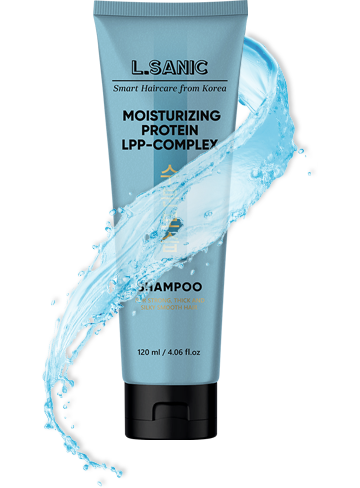 L.SANIC
Smart Haircare from Korea
MOISTURIZING
PROTEIN
LPP-COMPLEX
SHAMPOO
120 ml / 4.06 fl.oz